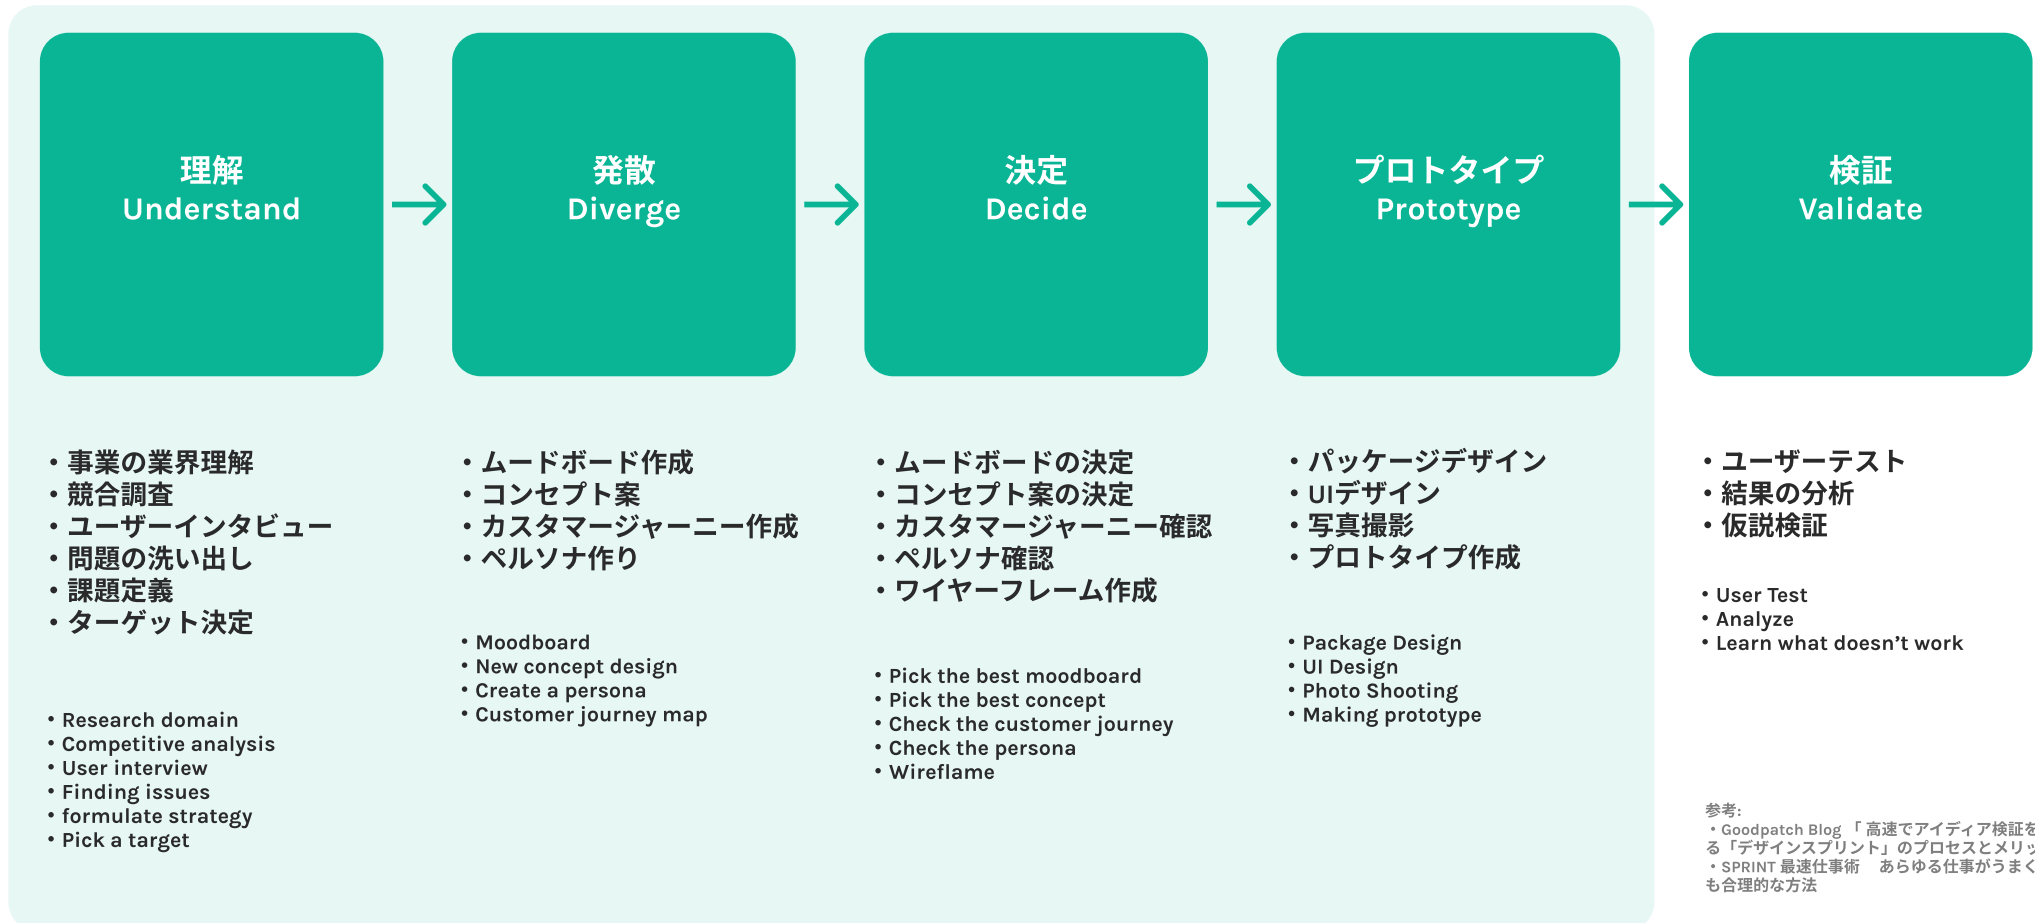 理解
Understand
発散
Diverge
決定
Decide
プロトタイプ
Prototype
検証
Validate
・事業の業界理解
・競合調査
・ユーザーインタビュー
・問題の洗い出し
・課題定義
・ターゲット決定
• Research domain
• Competitive analysis
• User interview
• Finding issues
• formulate strategy
• Pick a target
・ムードボード作成
・コンセプト案
・カスタマージャーニー作成
・ペルソナ作り
• Moodboard
• New concept design
• Create a persona
• Customer journey map
・ムードボードの決定
・コンセプト案の決定
・カスタマージャーニー確認
・ペルソナ確認
・ワイヤーフレーム作成
• Pick the best moodboard
• Pick the best concept
• Check the customer journey
• Check the persona
• Wireflame
・パッケージデザイン
・UIデザイン
・写真撮影
・プロトタイプ作成
• Package Design
• UI Design
• Photo Shooting
• Making prototype
・ユーザーテスト
・結果の分析
・仮説検証
• User Test
• Analyze
• Learn what doesn’t work
参考:
・Goodpatch Blog 「 高速でアイディア検証を
る「デザインスプリント」のプロセスとメリッ
・SPRINT 最速仕事術　あらゆる仕事がうまく
も合理的な方法